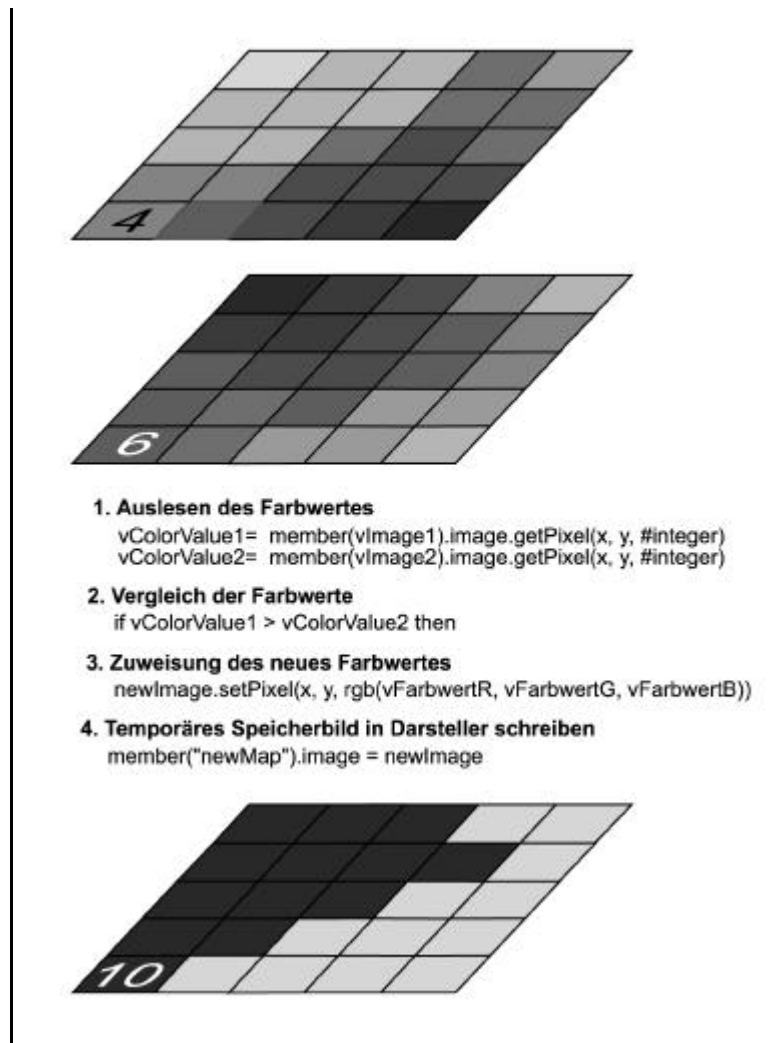 4
6
1. Auslesen des Farbwertes
vColorValue1= member(vImage1).image.getPixel(x, y, #integer)
vColorValue2= member(vImage2).image.getPixel(x, y, #integer)
2. Vergleich der Farbwerte
if vColorValue1 > vColorValue2 then
3. Zuweisung des neues Farbwertes
newImage.setPixel(x, y, rgb(vFarbwertR, vFarbwertG, vFarbwertB))
4. Temporäres Speicherbild in Darsteller schreiben
member("newMap").image = newImage
10